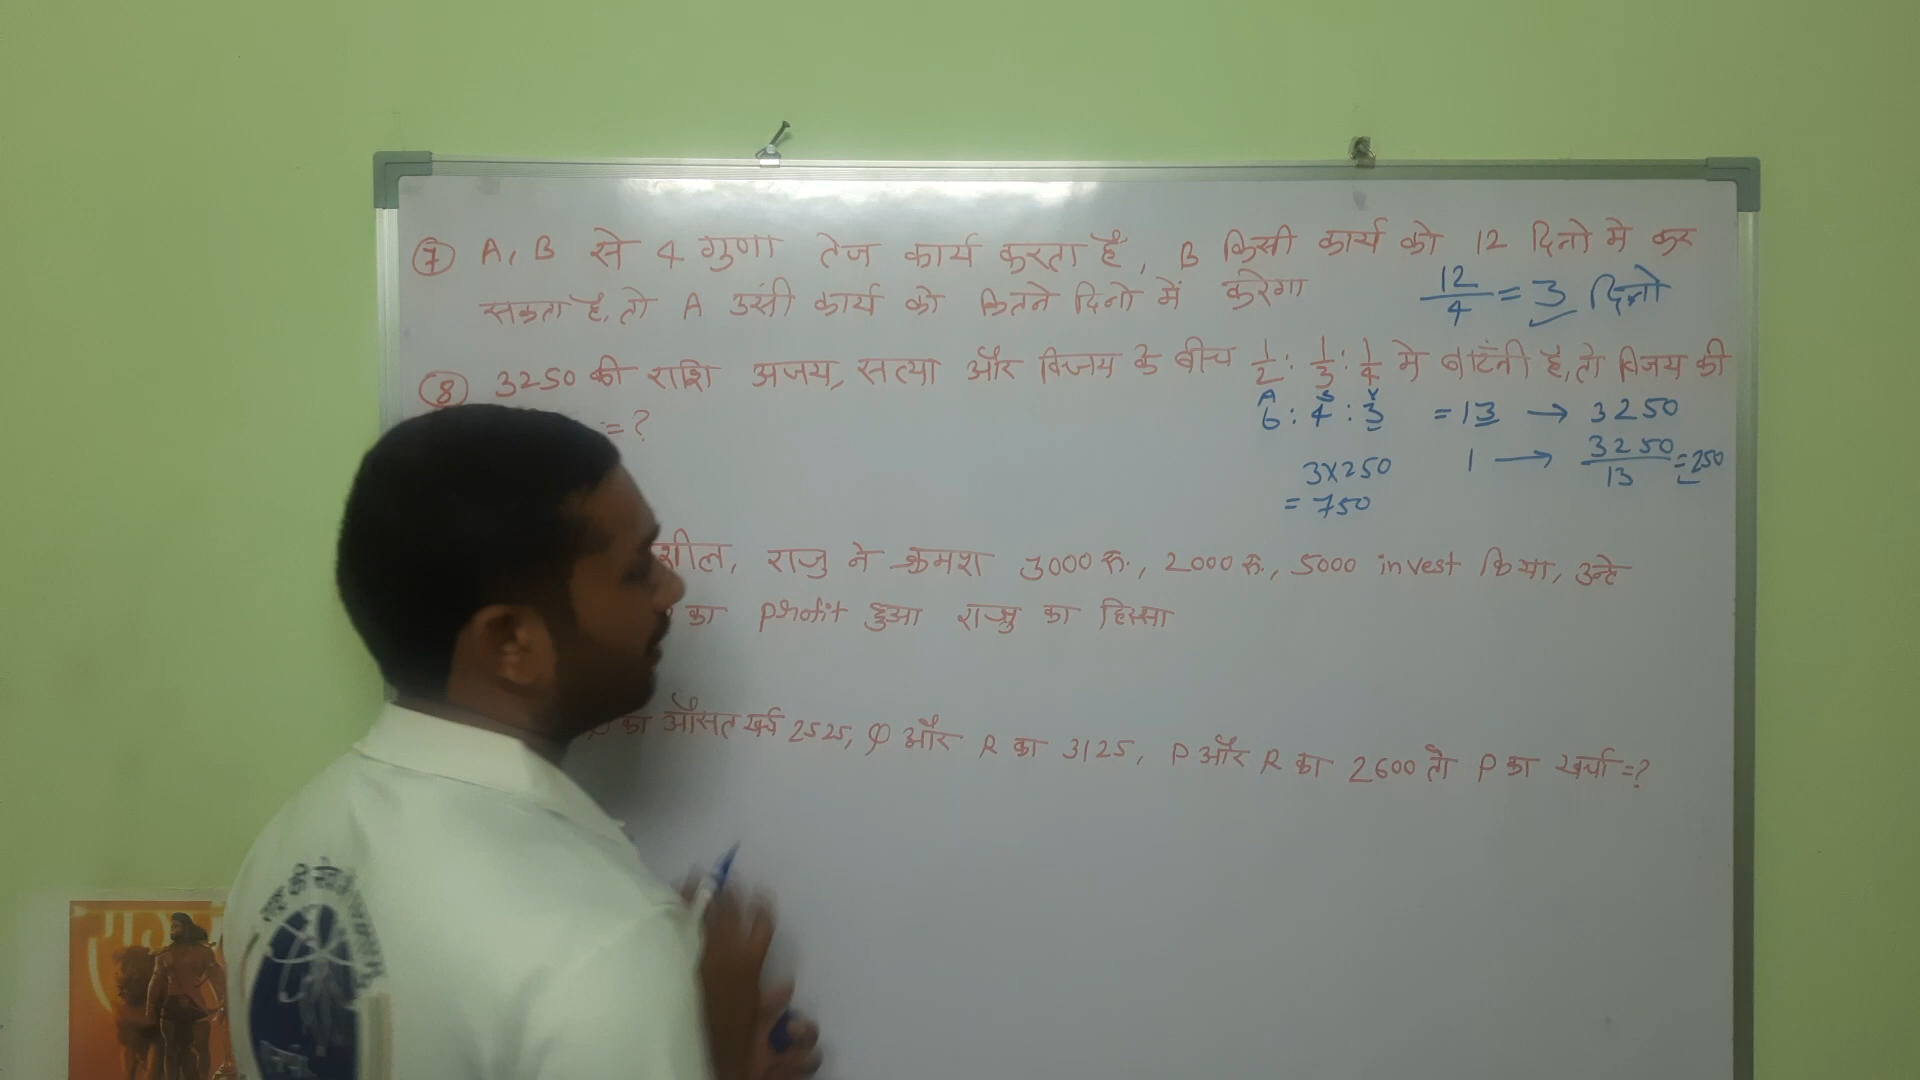 ⑦ A, B से 4 गुणा तेज कार्य करता है, B किसी कार्य को 12 दिनो मे कर
सकता है, तो A उसी कार्य को कितने दिनो में करेगा
12/4 = 3 दिनो
⑧ 3250 की राशि अजय, सत्या और विजय के बीच 1/2 : 1/3 : 1/4 मे बांटनी है, तो विजय की
= ?
A S V
6 : 4 : 3 = 13 → 3250
1 → 3250/13 = 250
3x250
= 750
शील, राजु ने क्रमश 3000 रु., 2000 रु., 5000 invest किया, उन्हे
का profit हुआ राजु का हिस्सा
का औसत खर्च 2525, Q और R का 3125, P और R का 2600 तो P का खर्चा = ?